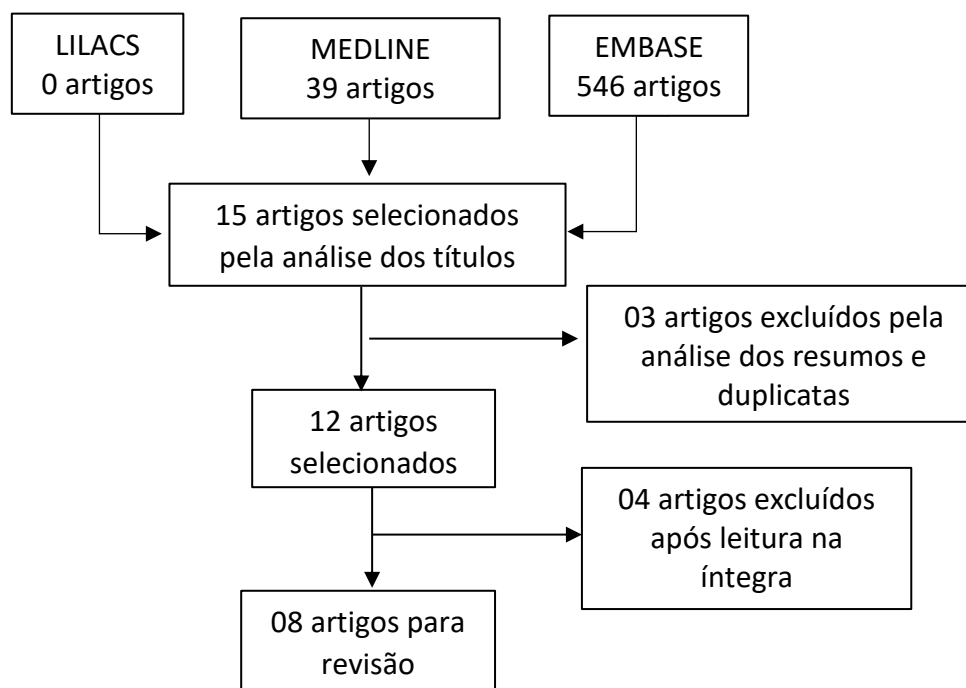 LILACS
0 artigos
MEDLINE
39 artigos
EMBASE
546 artigos
15 artigos selecionados
pela análise dos títulos
03 artigos excluídos pela
análise dos resumos e
duplicatas
12 artigos
selecionados
04 artigos excluídos
após leitura na
íntegra
08 artigos para
revisão